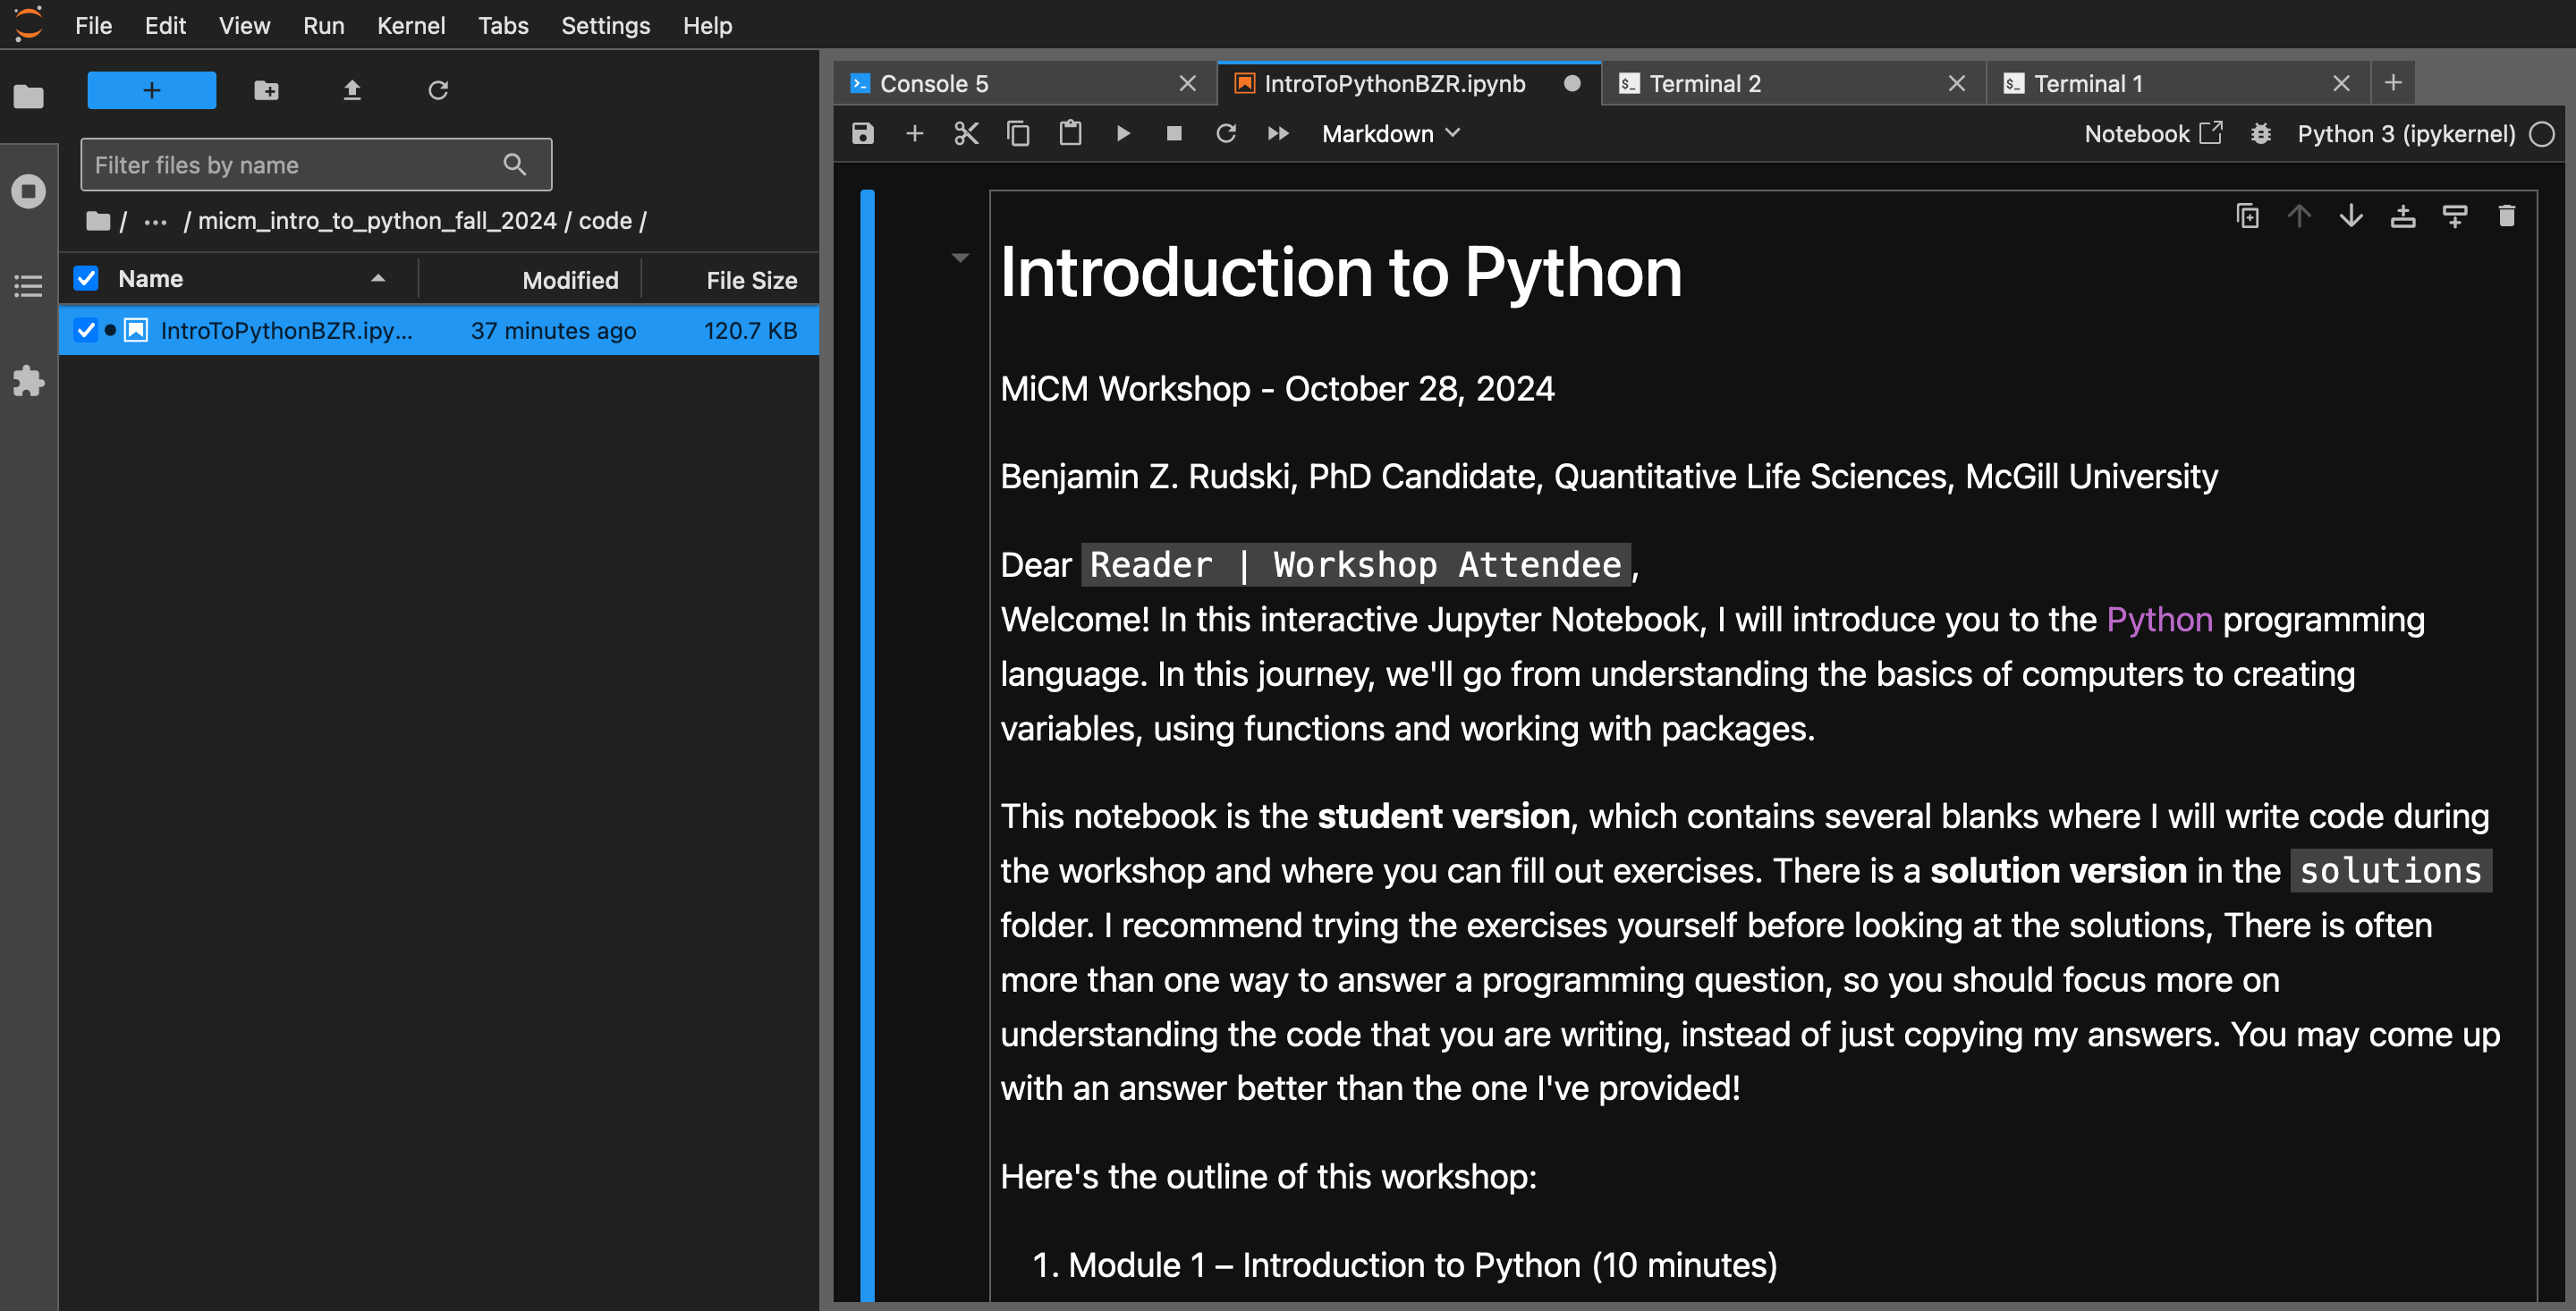 File Edit View Run Kernel Tabs Settings Help
Filter files by name
/ ··· / micm_intro_to_python_fall_2024 / code /
Name Modified File Size
IntroToPythonBZR.ipy... 37 minutes ago 120.7 KB
Console 5 IntroToPythonBZR.ipynb Terminal 2 Terminal 1
Markdown Notebook Python 3 (ipykernel)
Introduction to Python
MiCM Workshop - October 28, 2024
Benjamin Z. Rudski, PhD Candidate, Quantitative Life Sciences, McGill University
Dear Reader | Workshop Attendee,
Welcome! In this interactive Jupyter Notebook, I will introduce you to the Python programming
language. In this journey, we'll go from understanding the basics of computers to creating
variables, using functions and working with packages.
This notebook is the student version, which contains several blanks where I will write code during
the workshop and where you can fill out exercises. There is a solution version in the solutions
folder. I recommend trying the exercises yourself before looking at the solutions, There is often
more than one way to answer a programming question, so you should focus more on
understanding the code that you are writing, instead of just copying my answers. You may come up
with an answer better than the one I've provided!
Here's the outline of this workshop:
1. Module 1 – Introduction to Python (10 minutes)